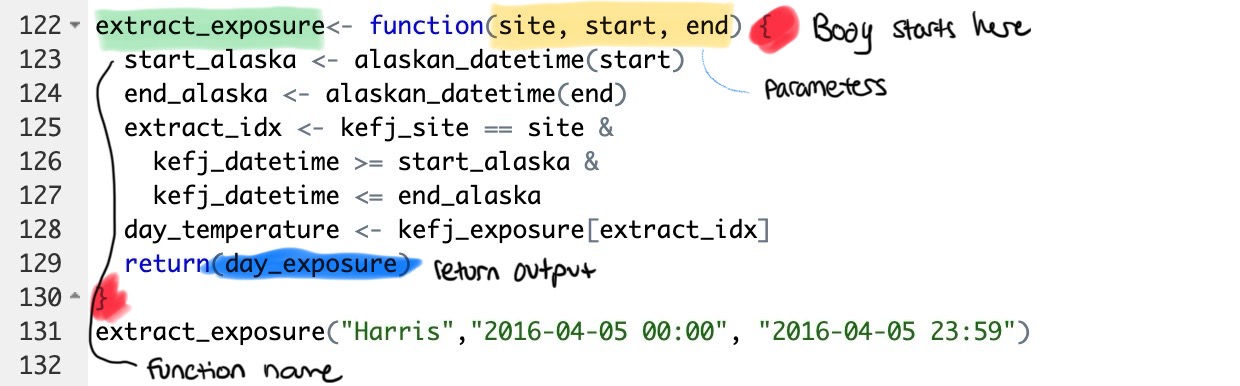 122 extract_exposure<- function(site, start, end) { Body starts here
123 start_alaska <- alaskan_datetime(start)
124 end_alaska <- alaskan_datetime(end) parameters
125 extract_idx <- kefj_site == site &
126 kefj_datetime >= start_alaska &
127 kefj_datetime <= end_alaska
128 day_temperature <- kefj_exposure[extract_idx]
129 return(day_exposure) return output
130 }
131 extract_exposure("Harris","2016-04-05 00:00", "2016-04-05 23:59")
132 function name